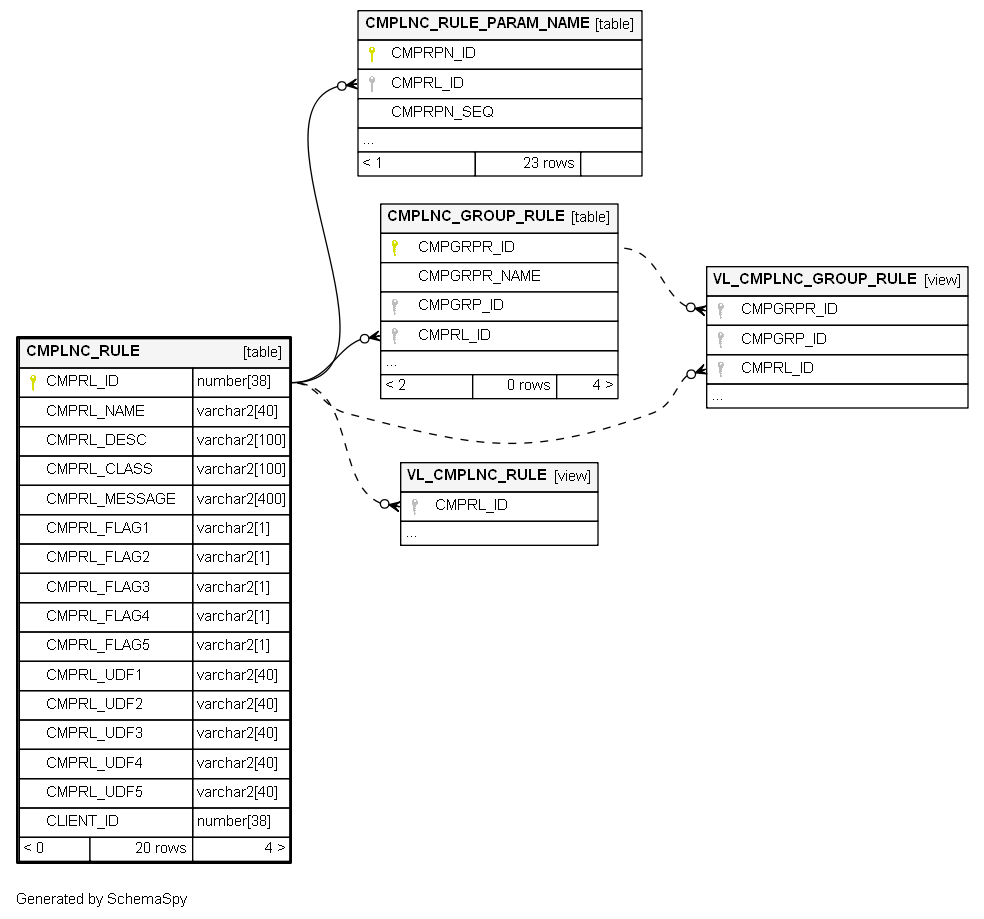 CMPLNC_RULE_PARAM_NAME [table]
CMPRPN_ID
CMPRL_ID
CMPRPN_SEQ
...
< 1 23 rows
CMPLNC_GROUP_RULE [table]
CMPGRPR_ID
CMPGRPR_NAME
CMPGRP_ID
CMPRL_ID
...
< 2 0 rows 4 >
VL_CMPLNC_GROUP_RULE [view]
CMPGRPR_ID
CMPGRP_ID
CMPRL_ID
...
CMPLNC_RULE [table]
CMPRL_ID number[38]
CMPRL_NAME varchar2[40]
CMPRL_DESC varchar2[100]
CMPRL_CLASS varchar2[100]
CMPRL_MESSAGE varchar2[400]
CMPRL_FLAG1 varchar2[1]
CMPRL_FLAG2 varchar2[1]
CMPRL_FLAG3 varchar2[1]
CMPRL_FLAG4 varchar2[1]
CMPRL_FLAG5 varchar2[1]
CMPRL_UDF1 varchar2[40]
CMPRL_UDF2 varchar2[40]
CMPRL_UDF3 varchar2[40]
CMPRL_UDF4 varchar2[40]
CMPRL_UDF5 varchar2[40]
CLIENT_ID number[38]
< 0 20 rows 4 >
VL_CMPLNC_RULE [view]
CMPRL_ID
...
Generated by SchemaSpy